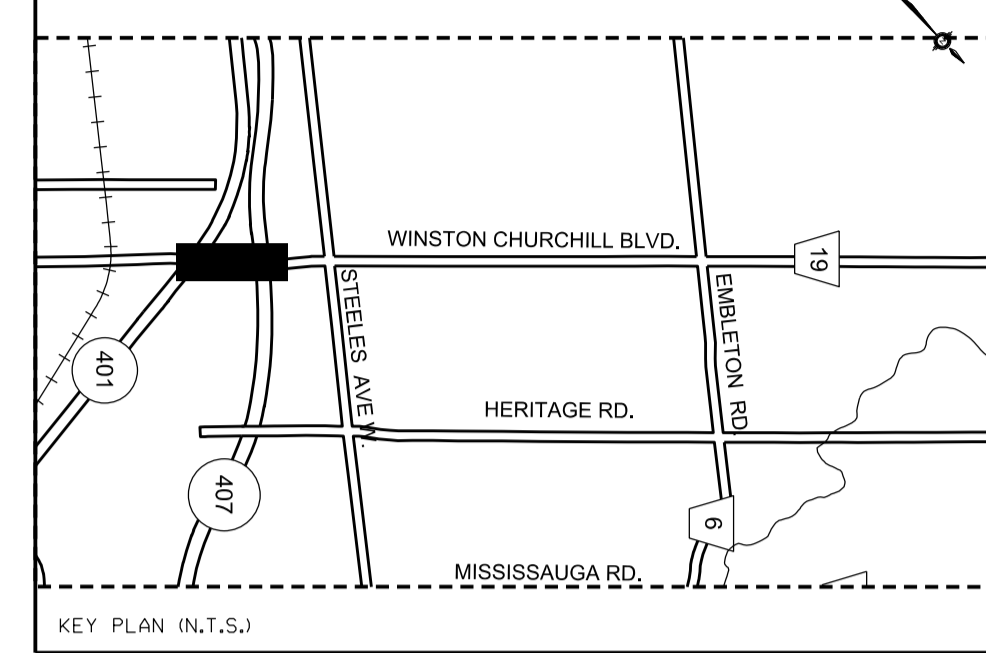 WINSTON CHURCHILL BLVD.
19
STEELES AVE W.
EMBLETON RD.
401
HERITAGE RD.
407
6
MISSISSAUGA RD.
KEY PLAN (N.T.S.)